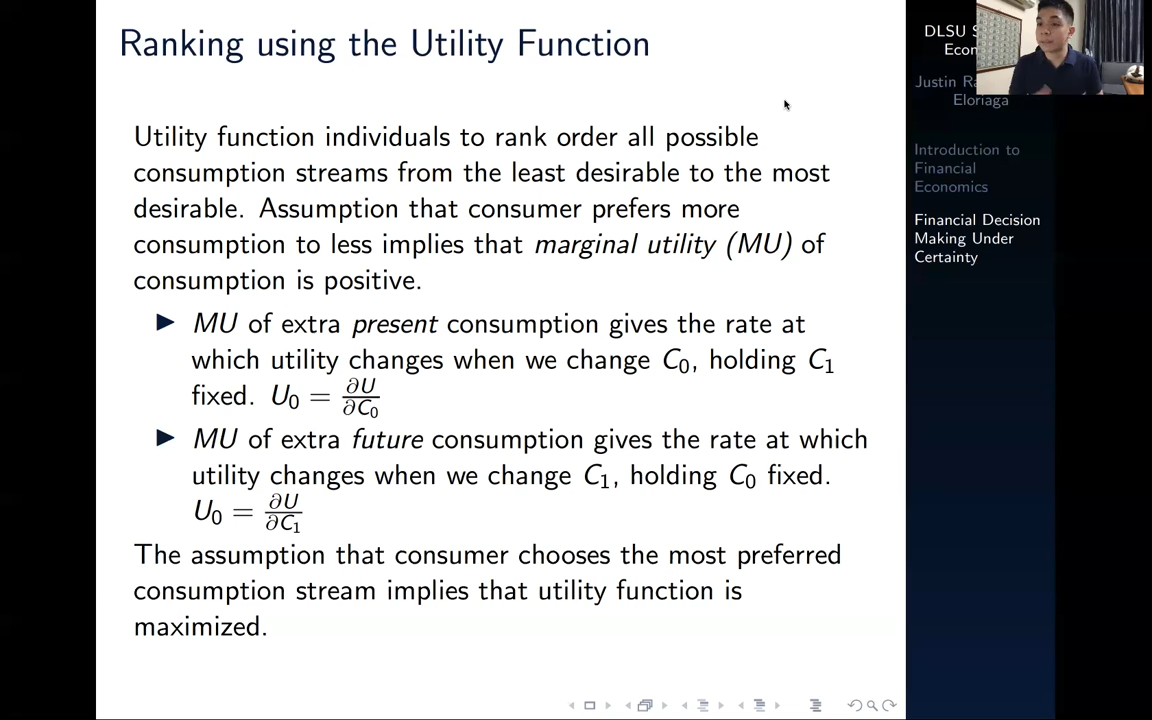 Ranking using the Utility Function
Utility function individuals to rank order all possible
consumption streams from the least desirable to the most
desirable. Assumption that consumer prefers more
consumption to less implies that marginal utility (MU) of
consumption is positive.
▶ MU of extra present consumption gives the rate at
which utility changes when we change C₀, holding C₁
fixed. U₀ = ∂U/∂C₀
▶ MU of extra future consumption gives the rate at which
utility changes when we change C₁, holding C₀ fixed.
U₀ = ∂U/∂C₁
The assumption that consumer chooses the most preferred
consumption stream implies that utility function is
maximized.
DLSU
Justin
Eloriaga
Introduction to
Financial
Economics
Financial Decision
Making Under
Certainty